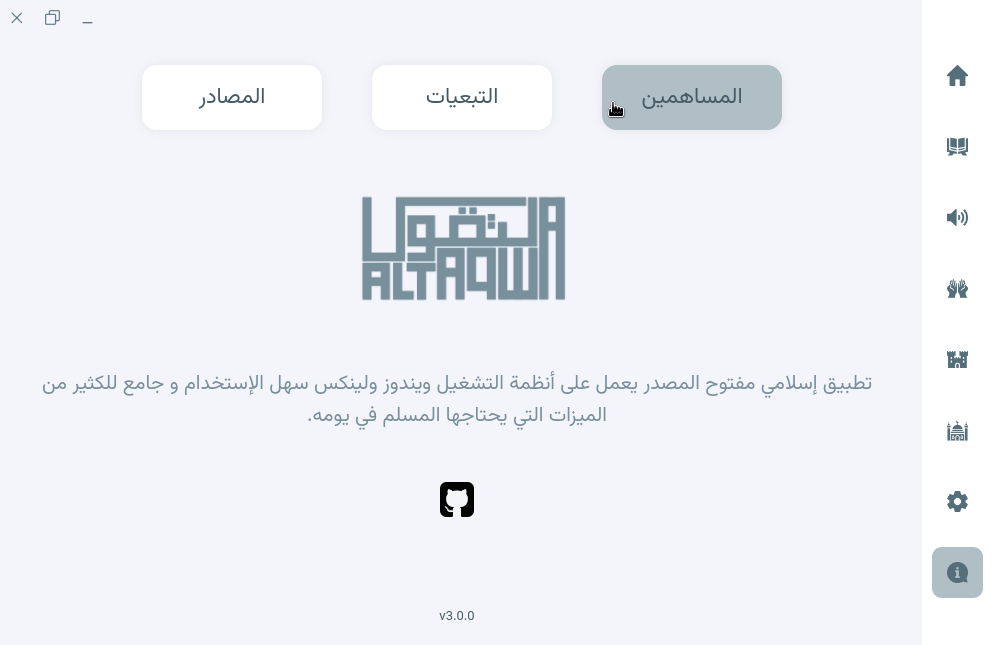 المساهمين
التبعيات
المصادر
التقوى
ALTAQWA
تطبيق إسلامي مفتوح المصدر يعمل على أنظمة التشغيل ويندوز ولينكس سهل الإستخدام و جامع للكثير من
الميزات التي يحتاجها المسلم في يومه.
v3.0.0